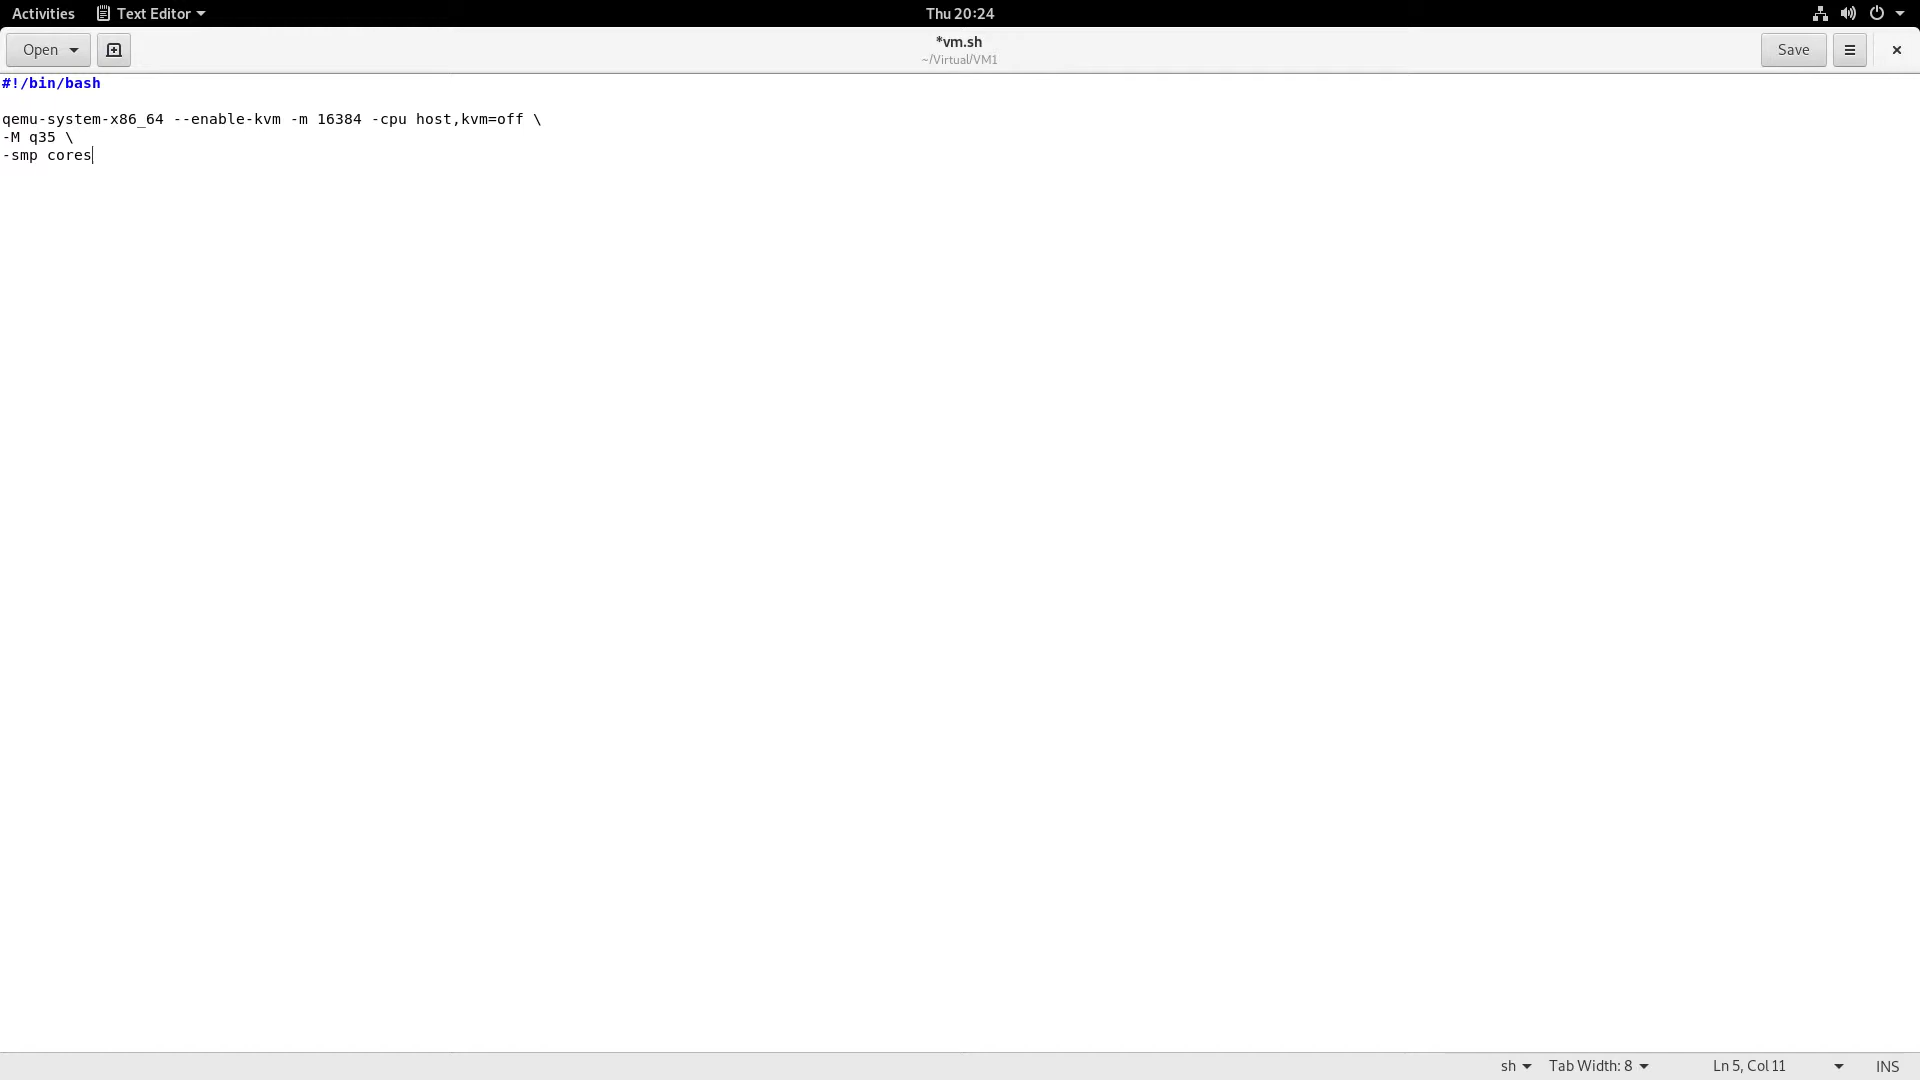 Activities Text Editor Thu 20:24
Open *vm.sh Save
~/Virtual/VM1
#!/bin/bash
qemu-system-x86_64 --enable-kvm -m 16384 -cpu host,kvm=off \
-M q35 \
-smp cores
sh Tab Width: 8 Ln 5, Col 11 INS